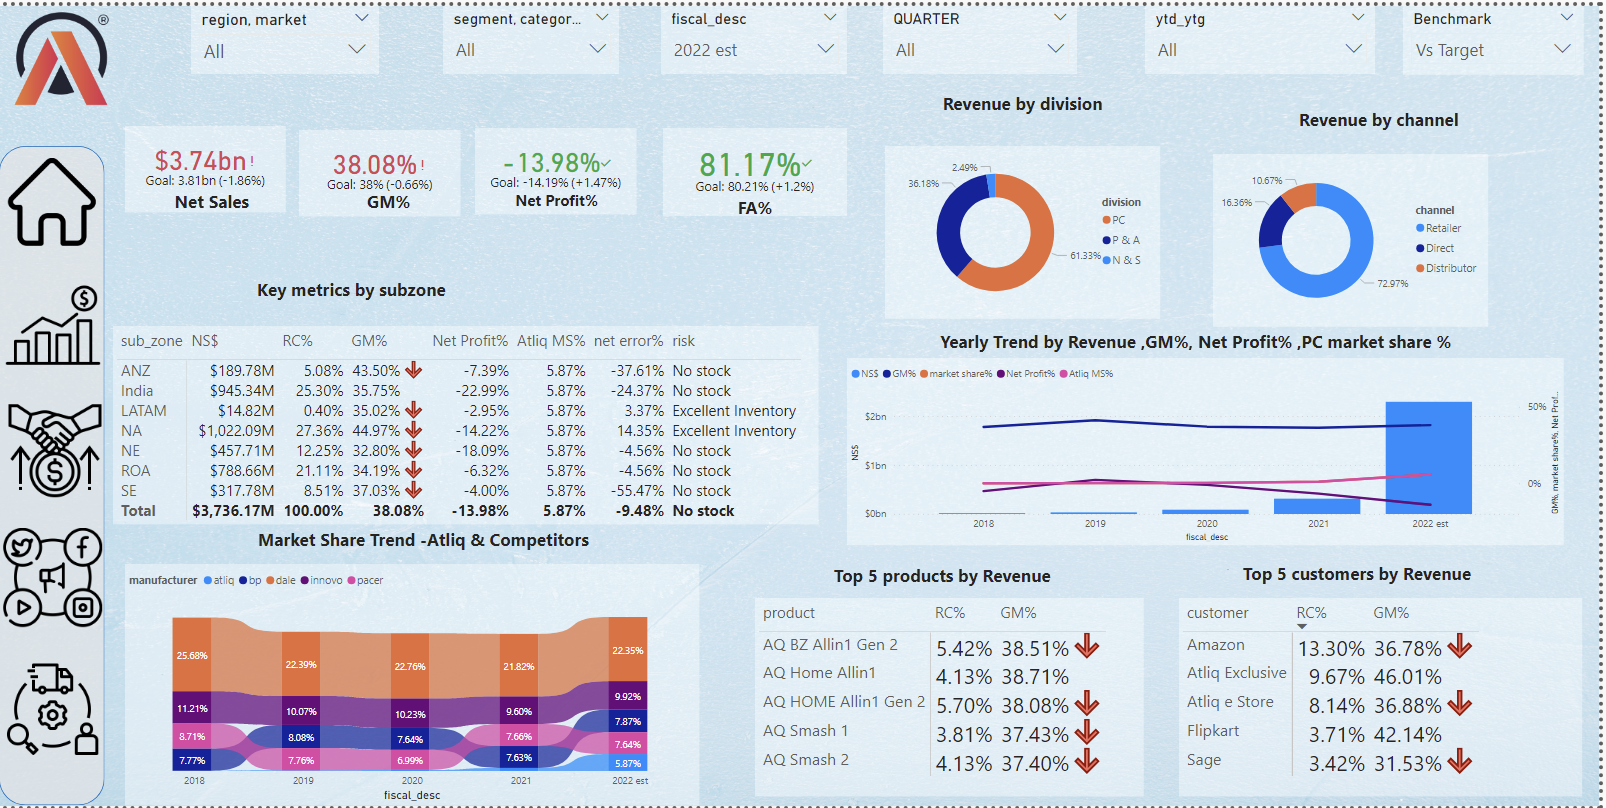 ®
region, market
All
segment, categor...
All
fiscal_desc
2022 est
QUARTER
All
ytd_ytg
All
Benchmark
Vs Target
$3.74bn!
Goal: 3.81bn (-1.86%)
Net Sales
38.08%!
Goal: 38% (-0.66%)
GM%
-13.98%
Goal: -14.19% (+1.47%)
Net Profit%
81.17%
Goal: 80.21% (+1.2%)
FA%
Revenue by division
2.49%
36.18%
61.33%
division
PC
P & A
N & S
Revenue by channel
10.67%
16.36%
72.97%
channel
Retailer
Direct
Distributor
Key metrics by subzone
sub_zone NS$ RC% GM% Net Profit% Atliq MS% net error% risk
ANZ $189.78M 5.08% 43.50% -7.39% 5.87% -37.61% No stock
India $945.34M 25.30% 35.75% -22.99% 5.87% -24.37% No stock
LATAM $14.82M 0.40% 35.02% -2.95% 5.87% 3.37% Excellent Inventory
NA $1,022.09M 27.36% 44.97% -14.22% 5.87% 14.35% Excellent Inventory
NE $457.71M 12.25% 32.80% -18.09% 5.87% -4.56% No stock
ROA $788.66M 21.11% 34.19% -6.32% 5.87% -4.56% No stock
SE $317.78M 8.51% 37.03% -4.00% 5.87% -55.47% No stock
Total $3,736.17M 100.00% 38.08% -13.98% 5.87% -9.48% No stock
Yearly Trend by Revenue ,GM%, Net Profit% ,PC market share %
NS$ GM% market share% Net Profit% Atliq MS%
$2bn
$1bn
$0bn
NS$
50%
0%
GM%, market share%, Net Prof...
2018 2019 2020 2021 2022 est
fiscal_desc
Market Share Trend -Atliq & Competitors
manufacturer atliq bp dale innovo pacer
25.68% 22.39% 22.76% 21.82% 22.35%
11.21% 10.07% 10.23% 9.60% 9.92%
8.71% 8.08% 7.64% 7.66% 7.87%
7.77% 7.76% 6.99% 7.63% 7.64%
5.87%
2018 2019 2020 2021 2022 est
fiscal_desc
Top 5 products by Revenue
product RC% GM%
AQ BZ Allin1 Gen 2 5.42% 38.51%
AQ Home Allin1 4.13% 38.71%
AQ HOME Allin1 Gen 2 5.70% 38.08%
AQ Smash 1 3.81% 37.43%
AQ Smash 2 4.13% 37.40%
Top 5 customers by Revenue
customer RC% GM%
Amazon 13.30% 36.78%
Atliq Exclusive 9.67% 46.01%
Atliq e Store 8.14% 36.88%
Flipkart 3.71% 42.14%
Sage 3.42% 31.53%